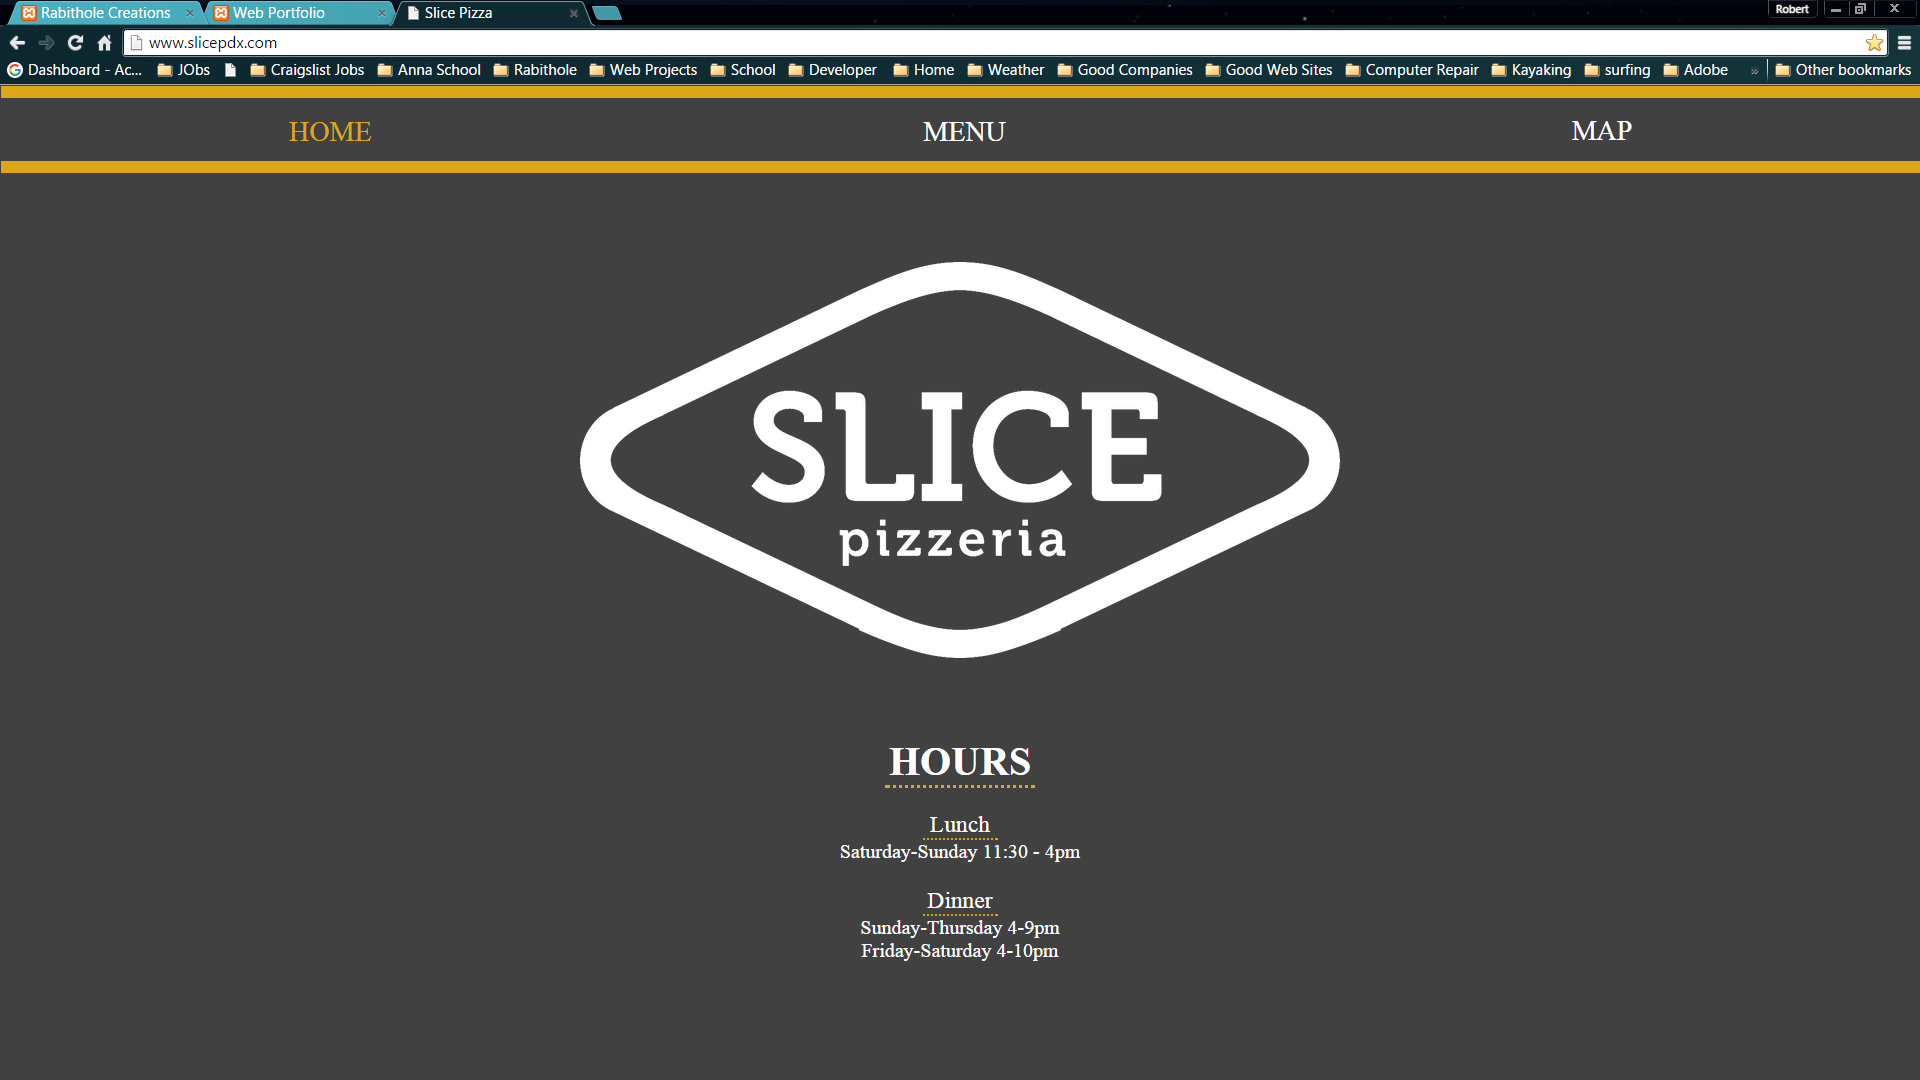 Rabithole Creations
Web Portfolio
Slice Pizza
Robert
www.slicepdx.com
Dashboard - Ac...
JObs
Craigslist Jobs
Anna School
Rabithole
Web Projects
School
Developer
Home
Weather
Good Companies
Good Web Sites
Computer Repair
Kayaking
surfing
Adobe
»
Other bookmarks
HOME
MENU
MAP
SLICE
pizzeria
HOURS
Lunch
Saturday-Sunday 11:30 - 4pm
Dinner
Sunday-Thursday 4-9pm
Friday-Saturday 4-10pm